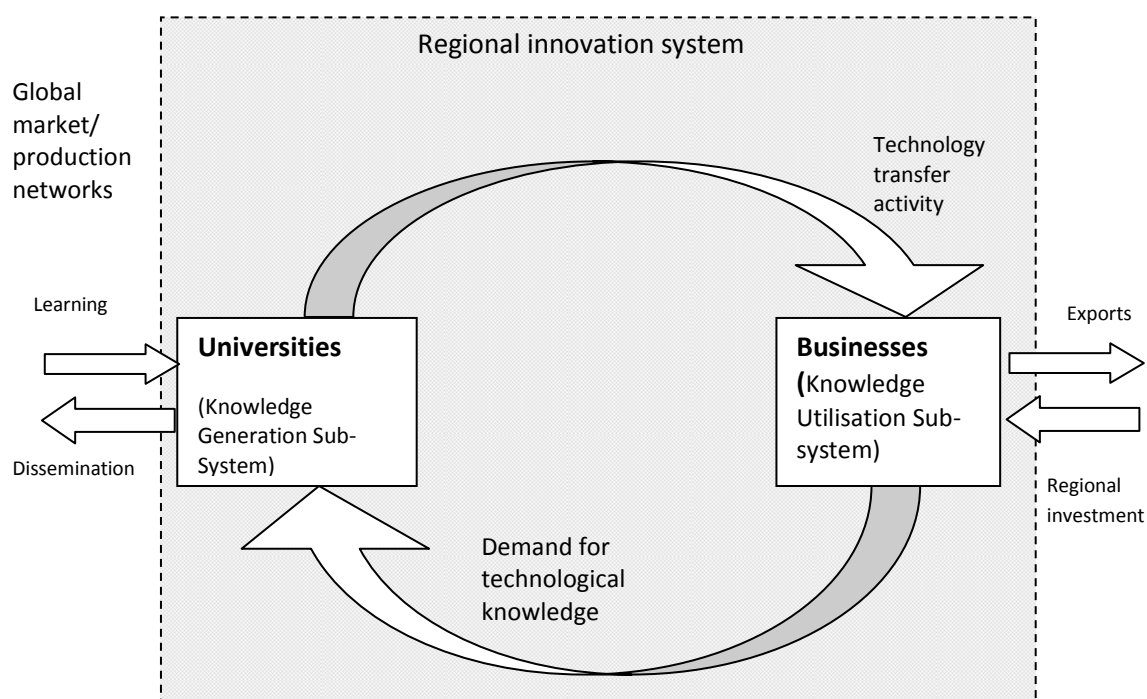 Regional innovation system
Global
market/
production
networks
Technology
transfer
activity
Learning
Dissemination
Universities
(Knowledge
Generation Sub-
System)
Businesses
(Knowledge
Utilisation Sub-
system)
Exports
Regional
investment
Demand for
technological
knowledge